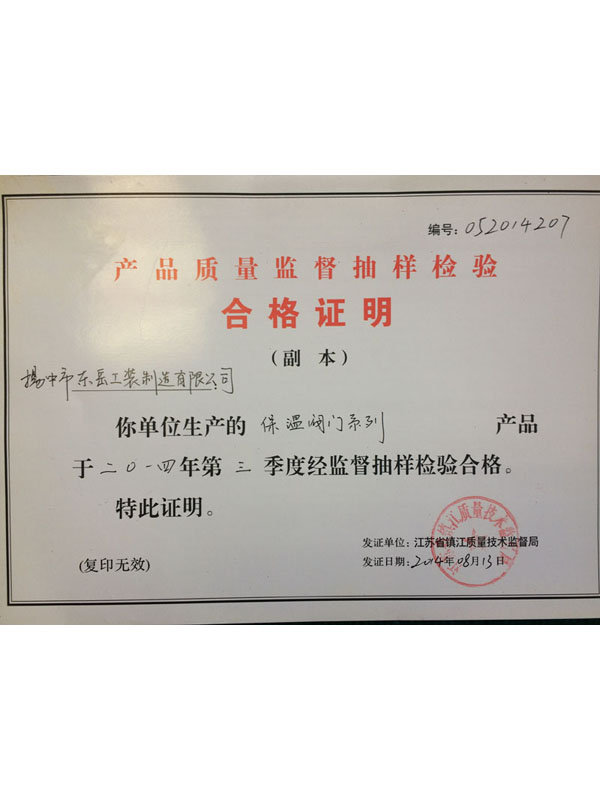 编号：052014207
产品质量监督抽样检验
合格证明
（副本）
扬中市东岳工装制造有限公司
你单位生产的 保温阀门系列 产品
于二〇一四年第三季度经监督抽样检验合格。
特此证明。
发证单位：江苏省镇江质量技术监督局
（复印无效）
发证日期：2014年08月13日